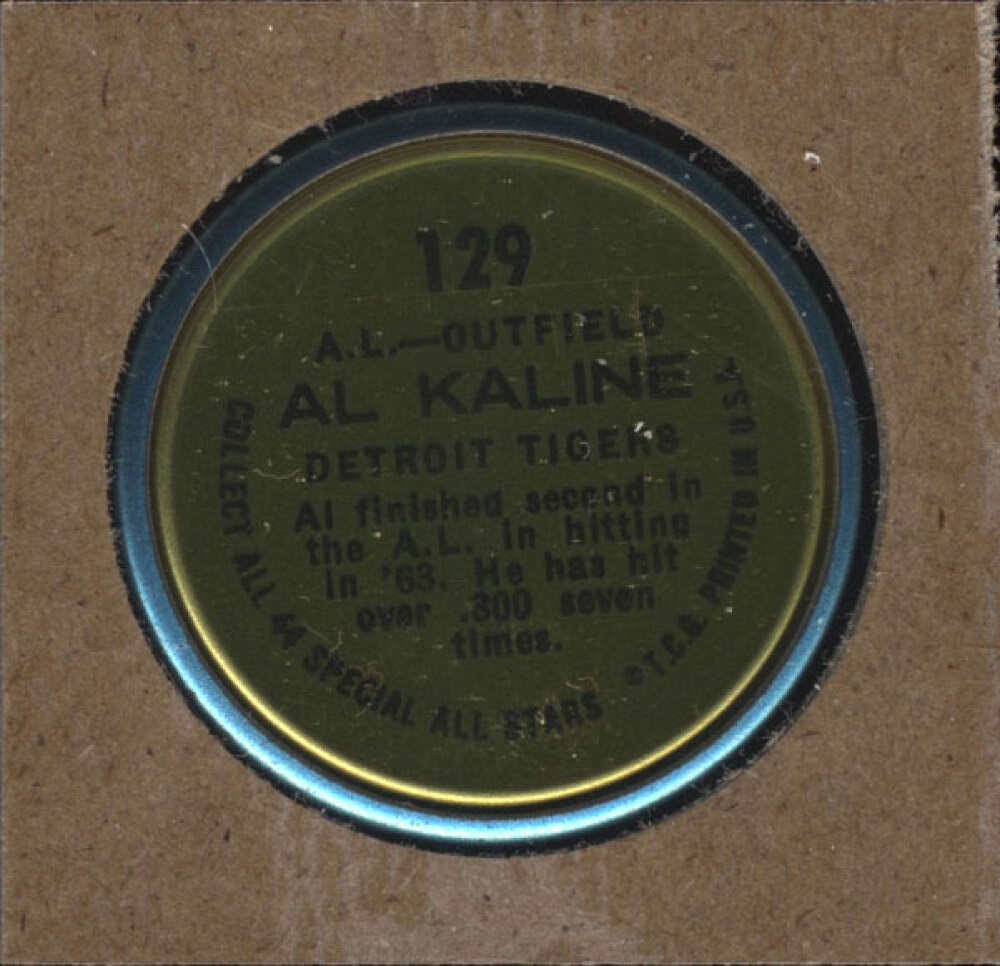 129
A.L.—OUTFIELD
AL KALINE
DETROIT TIGERS
Al finished second in
the A.L. in hitting
in '63. He has hit
over .300 seven
times.
COLLECT ALL 44 SPECIAL ALL STARS
© T.C.G. PRINTED IN U.S.A.